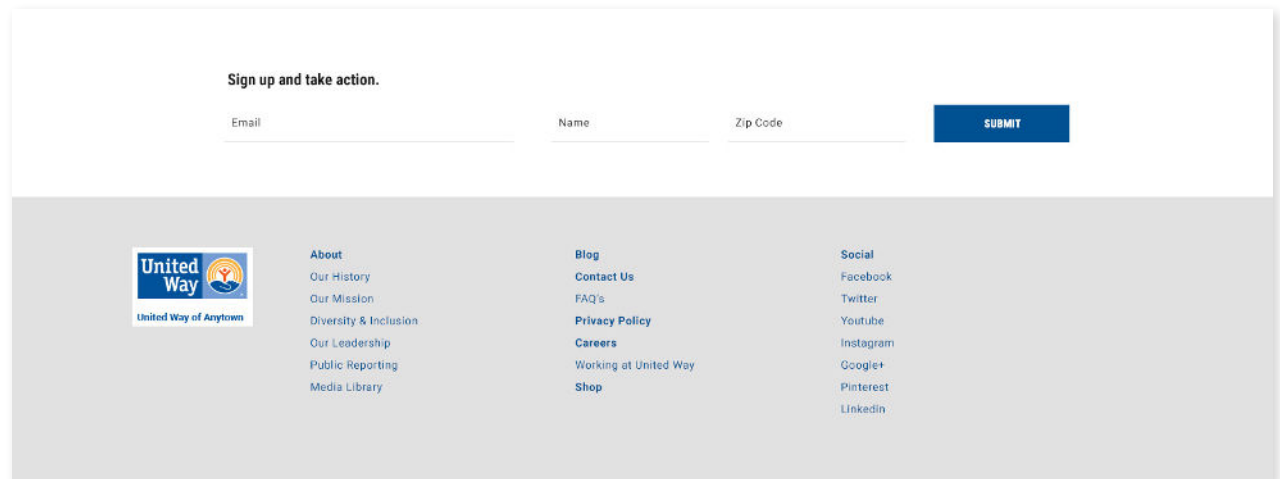 Sign up and take action.
Email
Name
Zip Code
SUBMIT
United
Way
United Way of Anytown
About
Our History
Our Mission
Diversity & Inclusion
Our Leadership
Public Reporting
Media Library
Blog
Contact Us
FAQ's
Privacy Policy
Careers
Working at United Way
Shop
Social
Facebook
Twitter
Youtube
Instagram
Google+
Pinterest
Linkedin